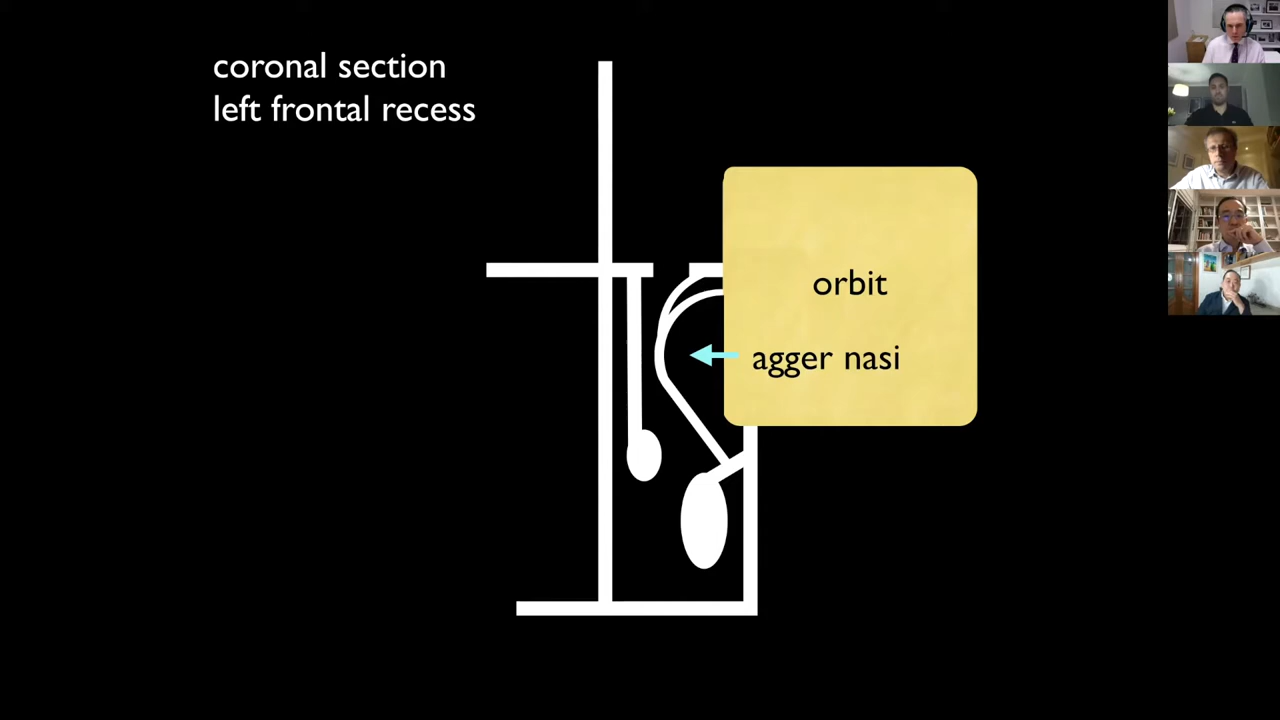 coronal section
left frontal recess
orbit
agger nasi